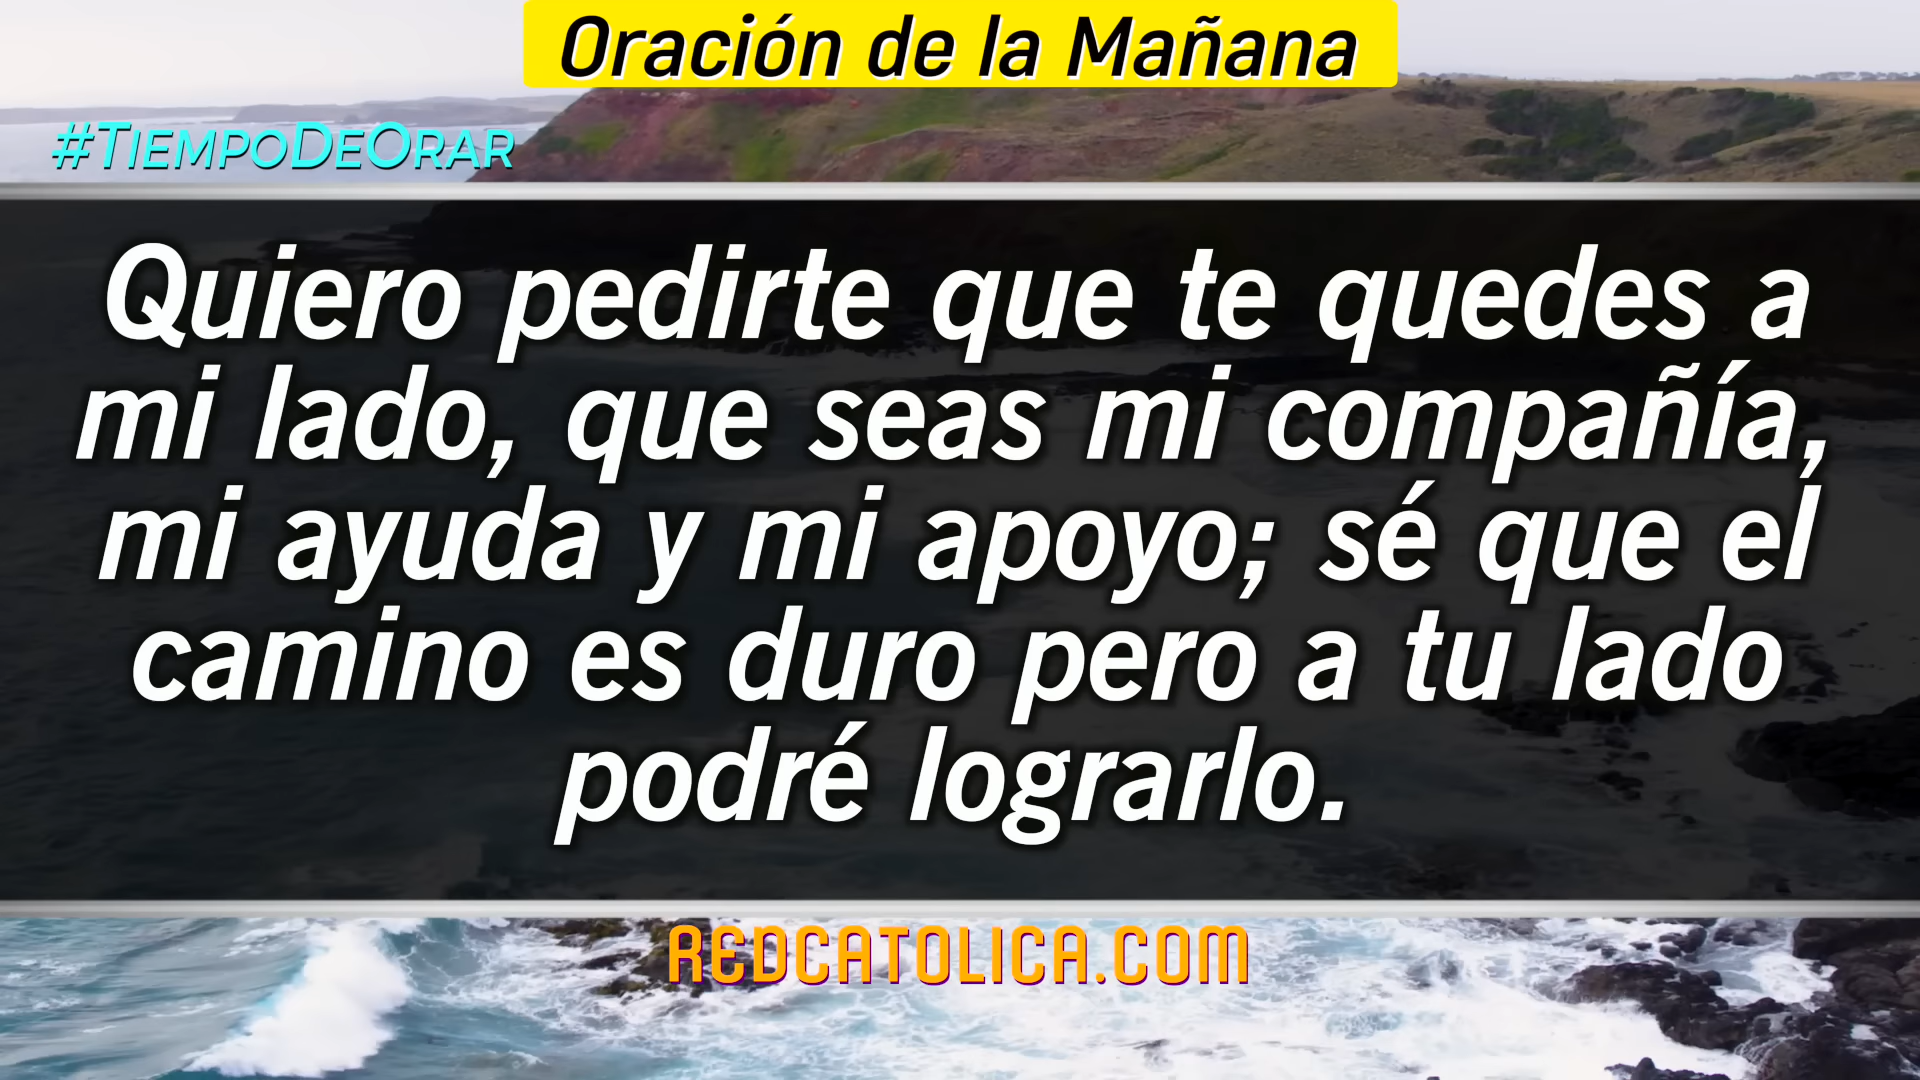 Oración de la Mañana
#TiempoDeOrar
Quiero pedirte que te quedes a
mi lado, que seas mi compañía,
mi ayuda y mi apoyo; sé que el
camino es duro pero a tu lado
podré lograrlo.
REDCATOLICA.COM